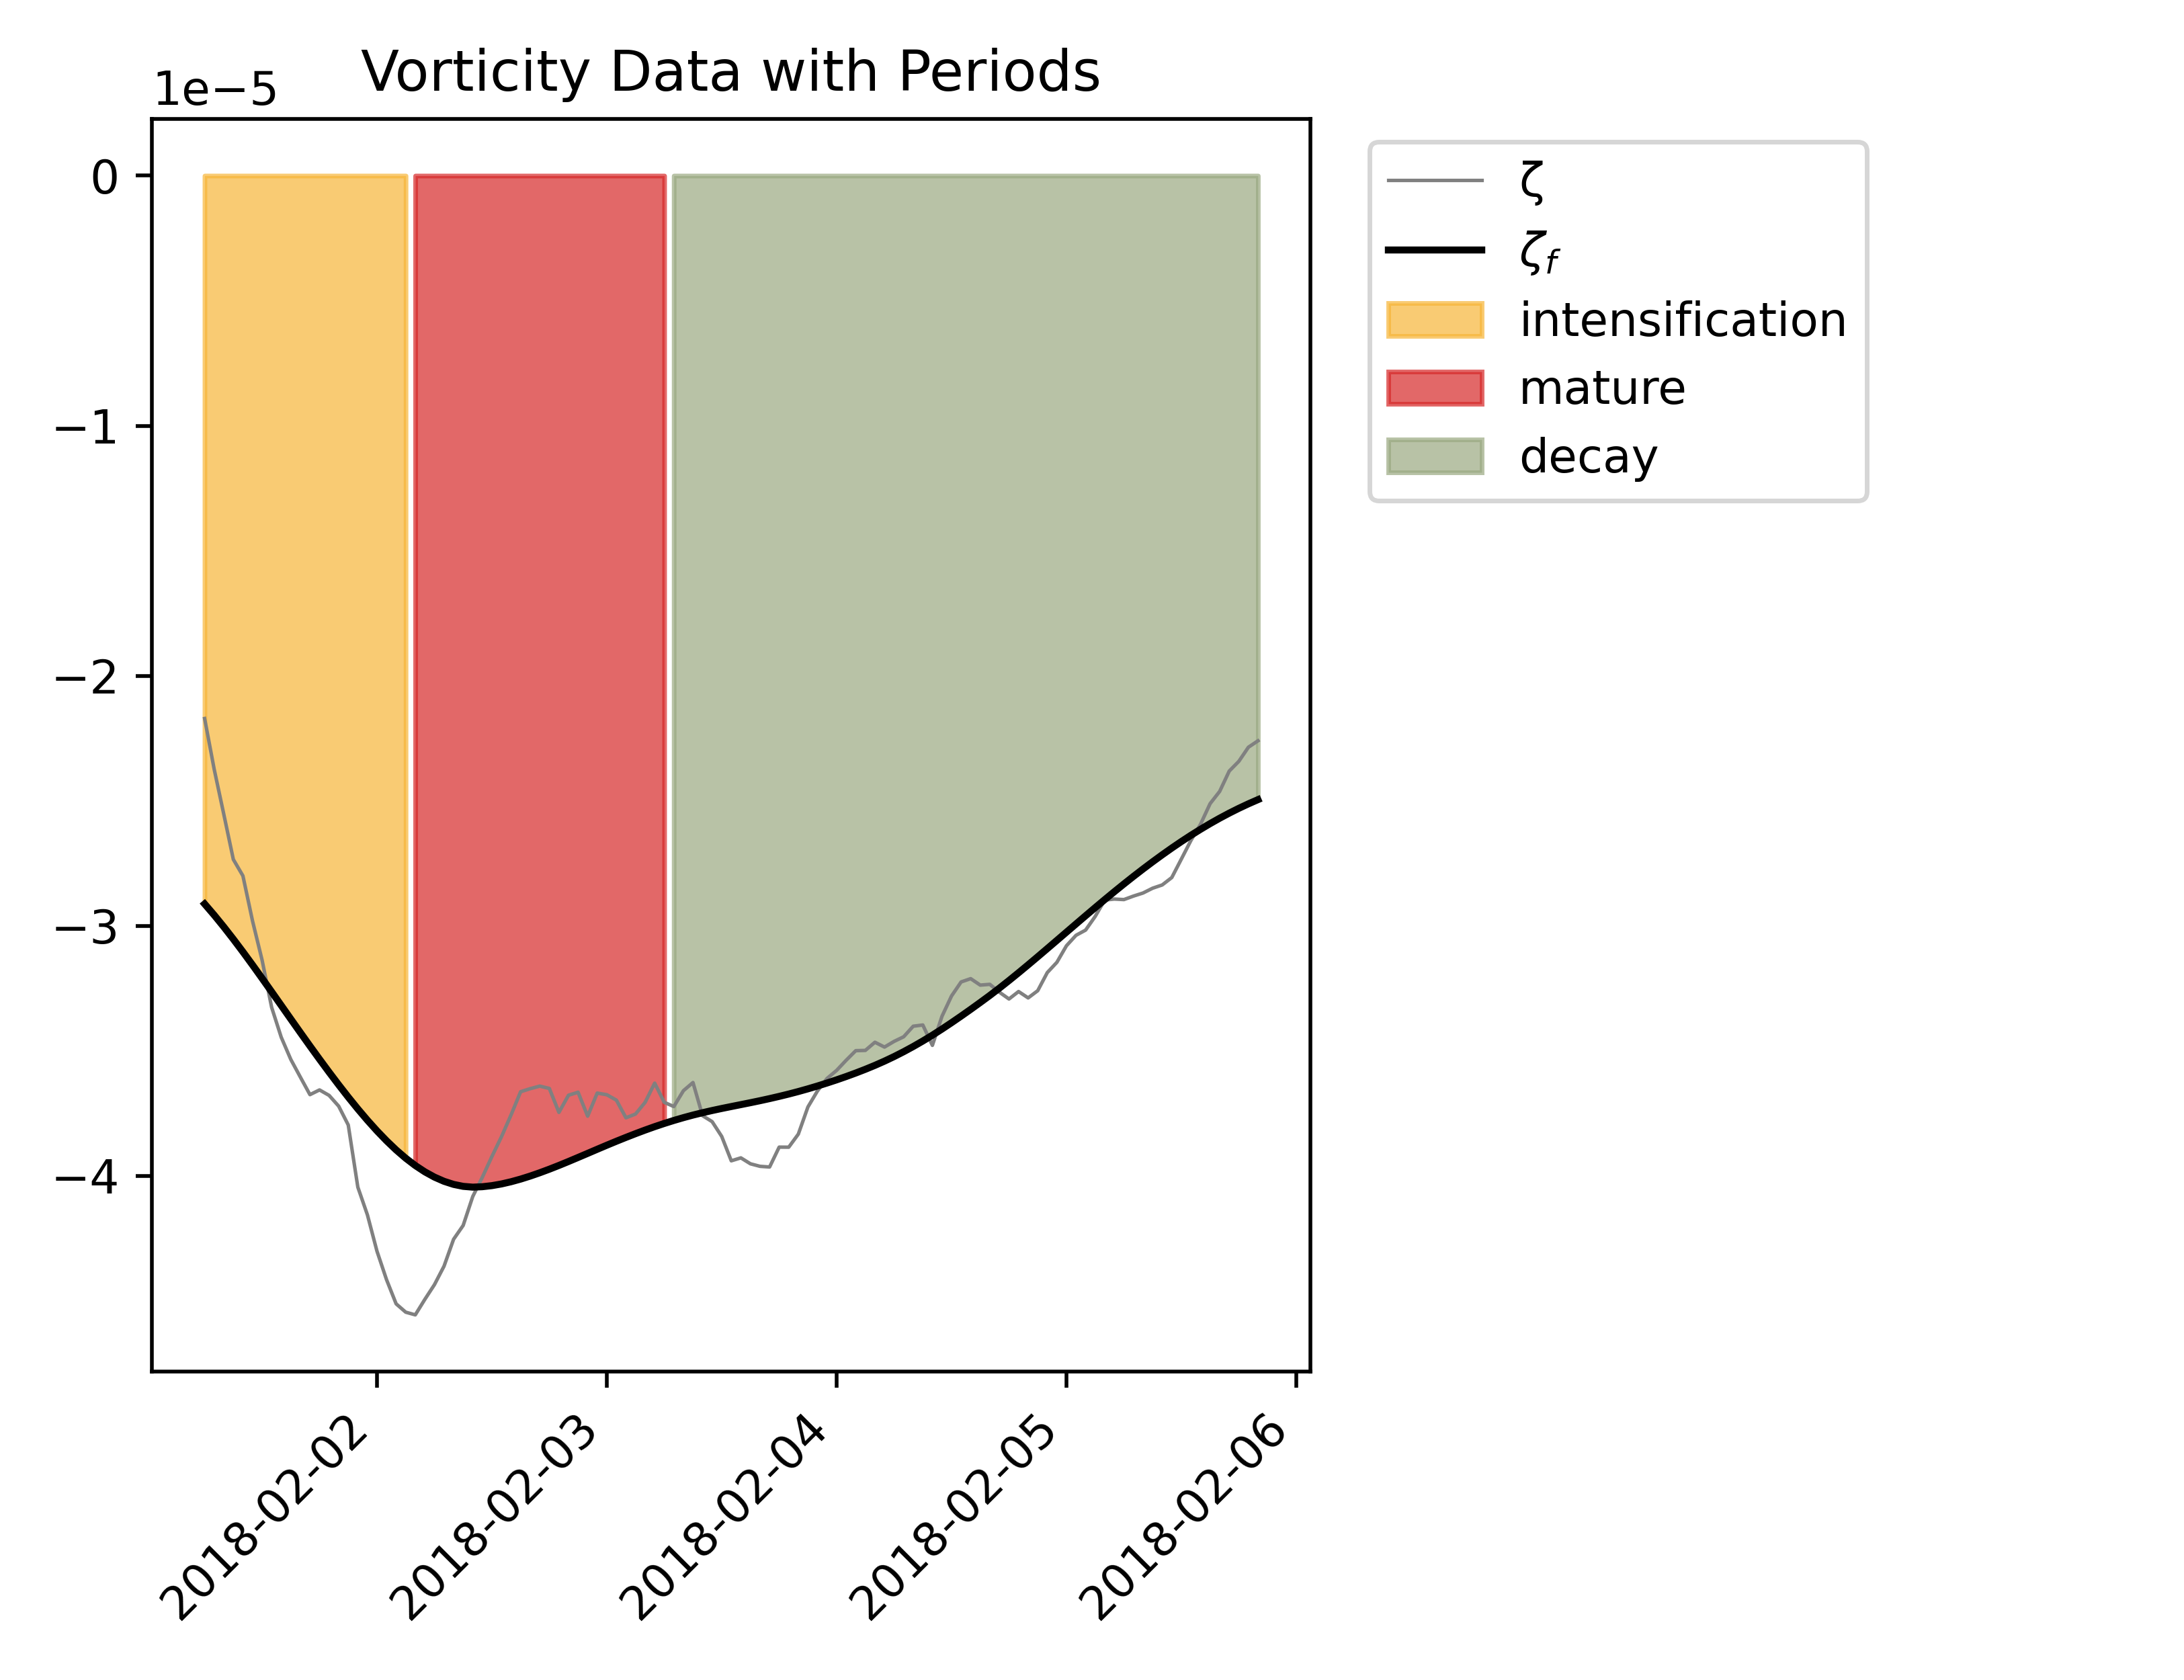 Vorticity Data with Periods
1e−5
0
−1
−2
−3
−4
2018-02-02
2018-02-03
2018-02-04
2018-02-05
2018-02-06
ζ
ζf
intensification
mature
decay